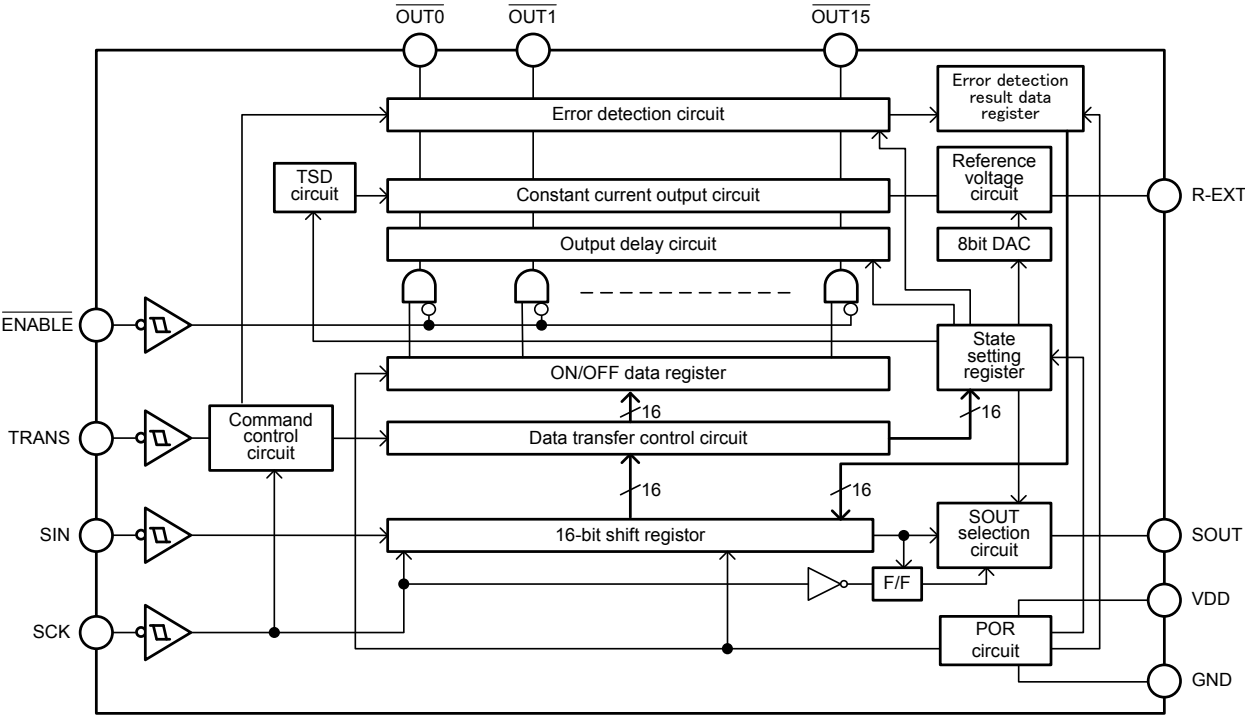 OUT0
OUT1
OUT15
Error detection circuit
Error detection
result data
register
TSD
circuit
Constant current output circuit
Reference
voltage
circuit
R-EXT
Output delay circuit
8bit DAC
ENABLE
State
setting
register
ON/OFF data register
16
16
TRANS
Command
control
circuit
Data transfer control circuit
16
16
SIN
16-bit shift registor
SOUT
selection
circuit
SOUT
F/F
VDD
SCK
POR
circuit
GND